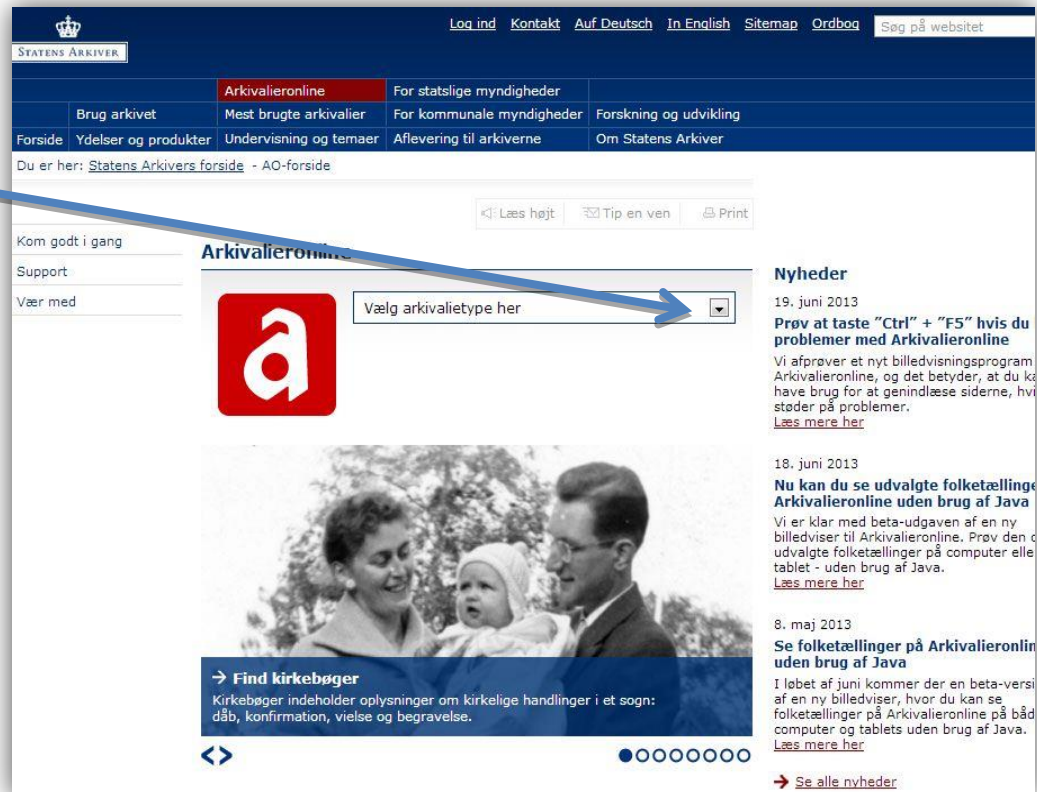 Log ind Kontakt Auf Deutsch In English Sitemap Ordbog Søg på websitet
STATENS ARKIVER
Arkivalieronline For statslige myndigheder
Brug arkivet Mest brugte arkivalier For kommunale myndigheder Forskning og udvikling
Forside Ydelser og produkter Undervisning og temaer Aflevering til arkiverne Om Statens Arkiver
Du er her: Statens Arkivers forside - AO-forside
Læs højt Tip en ven Print
Kom godt i gang
Support
Vær med
Arkivalieronline
Vælg arkivalietype her
a
→ Find kirkebøger
Kirkebøger indeholder oplysninger om kirkelige handlinger i et sogn:
dåb, konfirmation, vielse og begravelse.
Nyheder
19. juni 2013
Prøv at taste ”Ctrl” + ”F5” hvis du
problemer med Arkivalieronline
Vi afprøver et nyt billedvisningsprogram
Arkivalieronline, og det betyder, at du
have brug for at genindlæse siderne,
støder på problemer.
Læs mere her
18. juni 2013
Nu kan du se udvalgte
Arkivalieronline uden brug af Java
Vi er klar med beta-udgaven af en ny
billedviser til Arkivalieronline. Prøv den
udvalgte folketællinger på computer
tablet - uden brug af Java.
Læs mere her
8. maj 2013
Se folketællinger på
uden brug af Java
I løbet af juni kommer der en
af en ny billedviser, hvor du kan se
folketællinger på Arkivalieronline på
computer og tablets uden brug af Java.
Læs mere her
→ Se alle nyheder